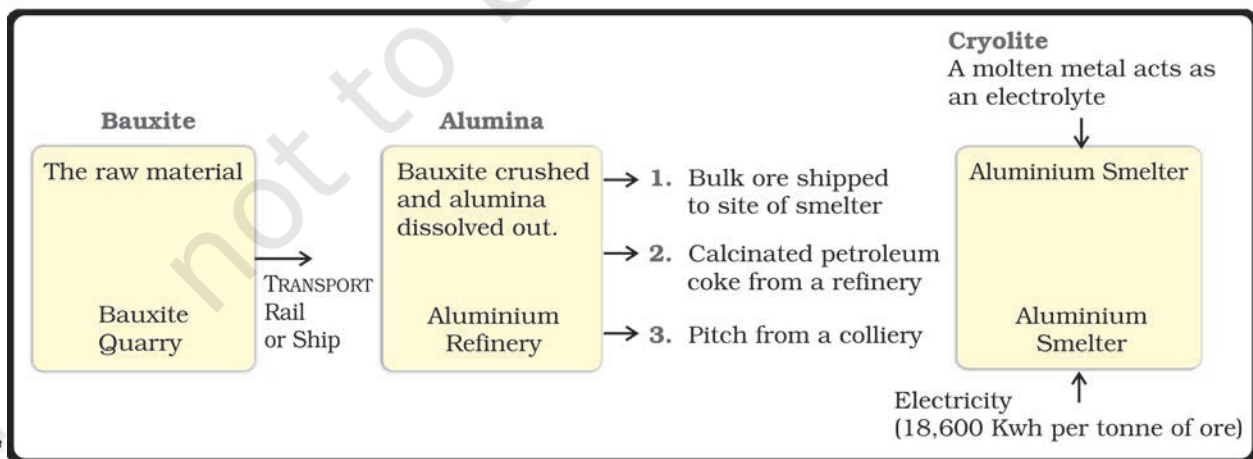 Bauxite
The raw material
Bauxite
Quarry
TRANSPORT
Rail
or Ship
Alumina
Bauxite crushed
and alumina
dissolved out.
Aluminium
Refinery
1. Bulk ore shipped
to site of smelter
2. Calcinated petroleum
coke from a refinery
3. Pitch from a colliery
Cryolite
A molten metal acts as
an electrolyte
Aluminium Smelter
Aluminium
Smelter
Electricity
(18,600 Kwh per tonne of ore)
not to b